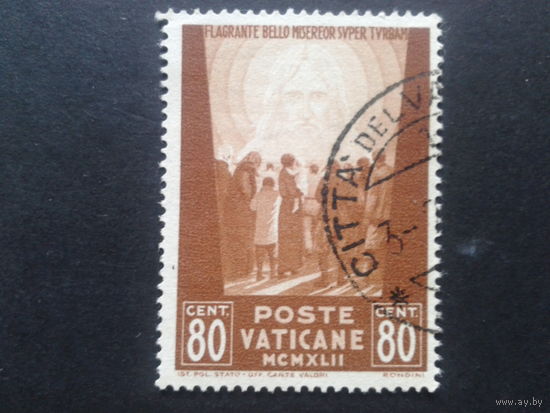 FLAGRANTE BELLO MISEREOR SVPER TVRBAM
CITTA' DEL V
3-
CENT. 80
POSTE
VATICANE
MCMXLII
CENT. 80
IST. POL. STATO - OFF. CARTE VALORI
RONDINI
www.ay.by